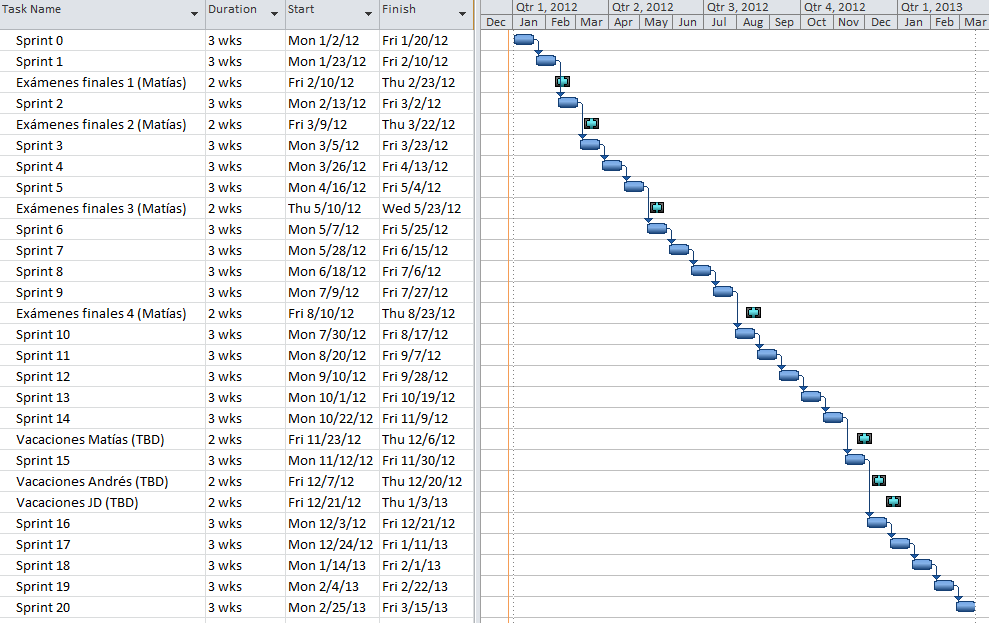 Task Name Duration Start Finish Qtr 1, 2012 Qtr 2, 2012 Qtr 3, 2012 Qtr 4, 2012 Qtr 1, 2013
Dec Jan Feb Mar Apr May Jun Jul Aug Sep Oct Nov Dec Jan Feb Mar
Sprint 0 3 wks Mon 1/2/12 Fri 1/20/12
Sprint 1 3 wks Mon 1/23/12 Fri 2/10/12
Exámenes finales 1 (Matías) 2 wks Fri 2/10/12 Thu 2/23/12
Sprint 2 3 wks Mon 2/13/12 Fri 3/2/12
Exámenes finales 2 (Matías) 2 wks Fri 3/9/12 Thu 3/22/12
Sprint 3 3 wks Mon 3/5/12 Fri 3/23/12
Sprint 4 3 wks Mon 3/26/12 Fri 4/13/12
Sprint 5 3 wks Mon 4/16/12 Fri 5/4/12
Exámenes finales 3 (Matías) 2 wks Thu 5/10/12 Wed 5/23/12
Sprint 6 3 wks Mon 5/7/12 Fri 5/25/12
Sprint 7 3 wks Mon 5/28/12 Fri 6/15/12
Sprint 8 3 wks Mon 6/18/12 Fri 7/6/12
Sprint 9 3 wks Mon 7/9/12 Fri 7/27/12
Exámenes finales 4 (Matías) 2 wks Fri 8/10/12 Thu 8/23/12
Sprint 10 3 wks Mon 7/30/12 Fri 8/17/12
Sprint 11 3 wks Mon 8/20/12 Fri 9/7/12
Sprint 12 3 wks Mon 9/10/12 Fri 9/28/12
Sprint 13 3 wks Mon 10/1/12 Fri 10/19/12
Sprint 14 3 wks Mon 10/22/12 Fri 11/9/12
Vacaciones Matías (TBD) 2 wks Fri 11/23/12 Thu 12/6/12
Sprint 15 3 wks Mon 11/12/12 Fri 11/30/12
Vacaciones Andrés (TBD) 2 wks Fri 12/7/12 Thu 12/20/12
Vacaciones JD (TBD) 2 wks Fri 12/21/12 Thu 1/3/13
Sprint 16 3 wks Mon 12/3/12 Fri 12/21/12
Sprint 17 3 wks Mon 12/24/12 Fri 1/11/13
Sprint 18 3 wks Mon 1/14/13 Fri 2/1/13
Sprint 19 3 wks Mon 2/4/13 Fri 2/22/13
Sprint 20 3 wks Mon 2/25/13 Fri 3/15/13